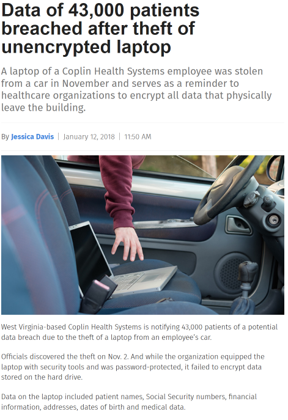 Data of 43,000 patients
breached after theft of
unencrypted laptop
A laptop of a Coplin Health Systems employee was stolen
from a car in November and serves as a reminder to
healthcare organizations to encrypt all data that physically
leave the building.
By Jessica Davis | January 12, 2018 | 11:50 AM
West Virginia-based Coplin Health Systems is notifying 43,000 patients of a potential
data breach due to the theft of a laptop from an employee's car.
Officials discovered the theft on Nov. 2. And while the organization equipped the
laptop with security tools and was password-protected, it failed to encrypt data
stored on the hard drive.
Data on the laptop included patient names, Social Security numbers, financial
information, addresses, dates of birth and medical data.